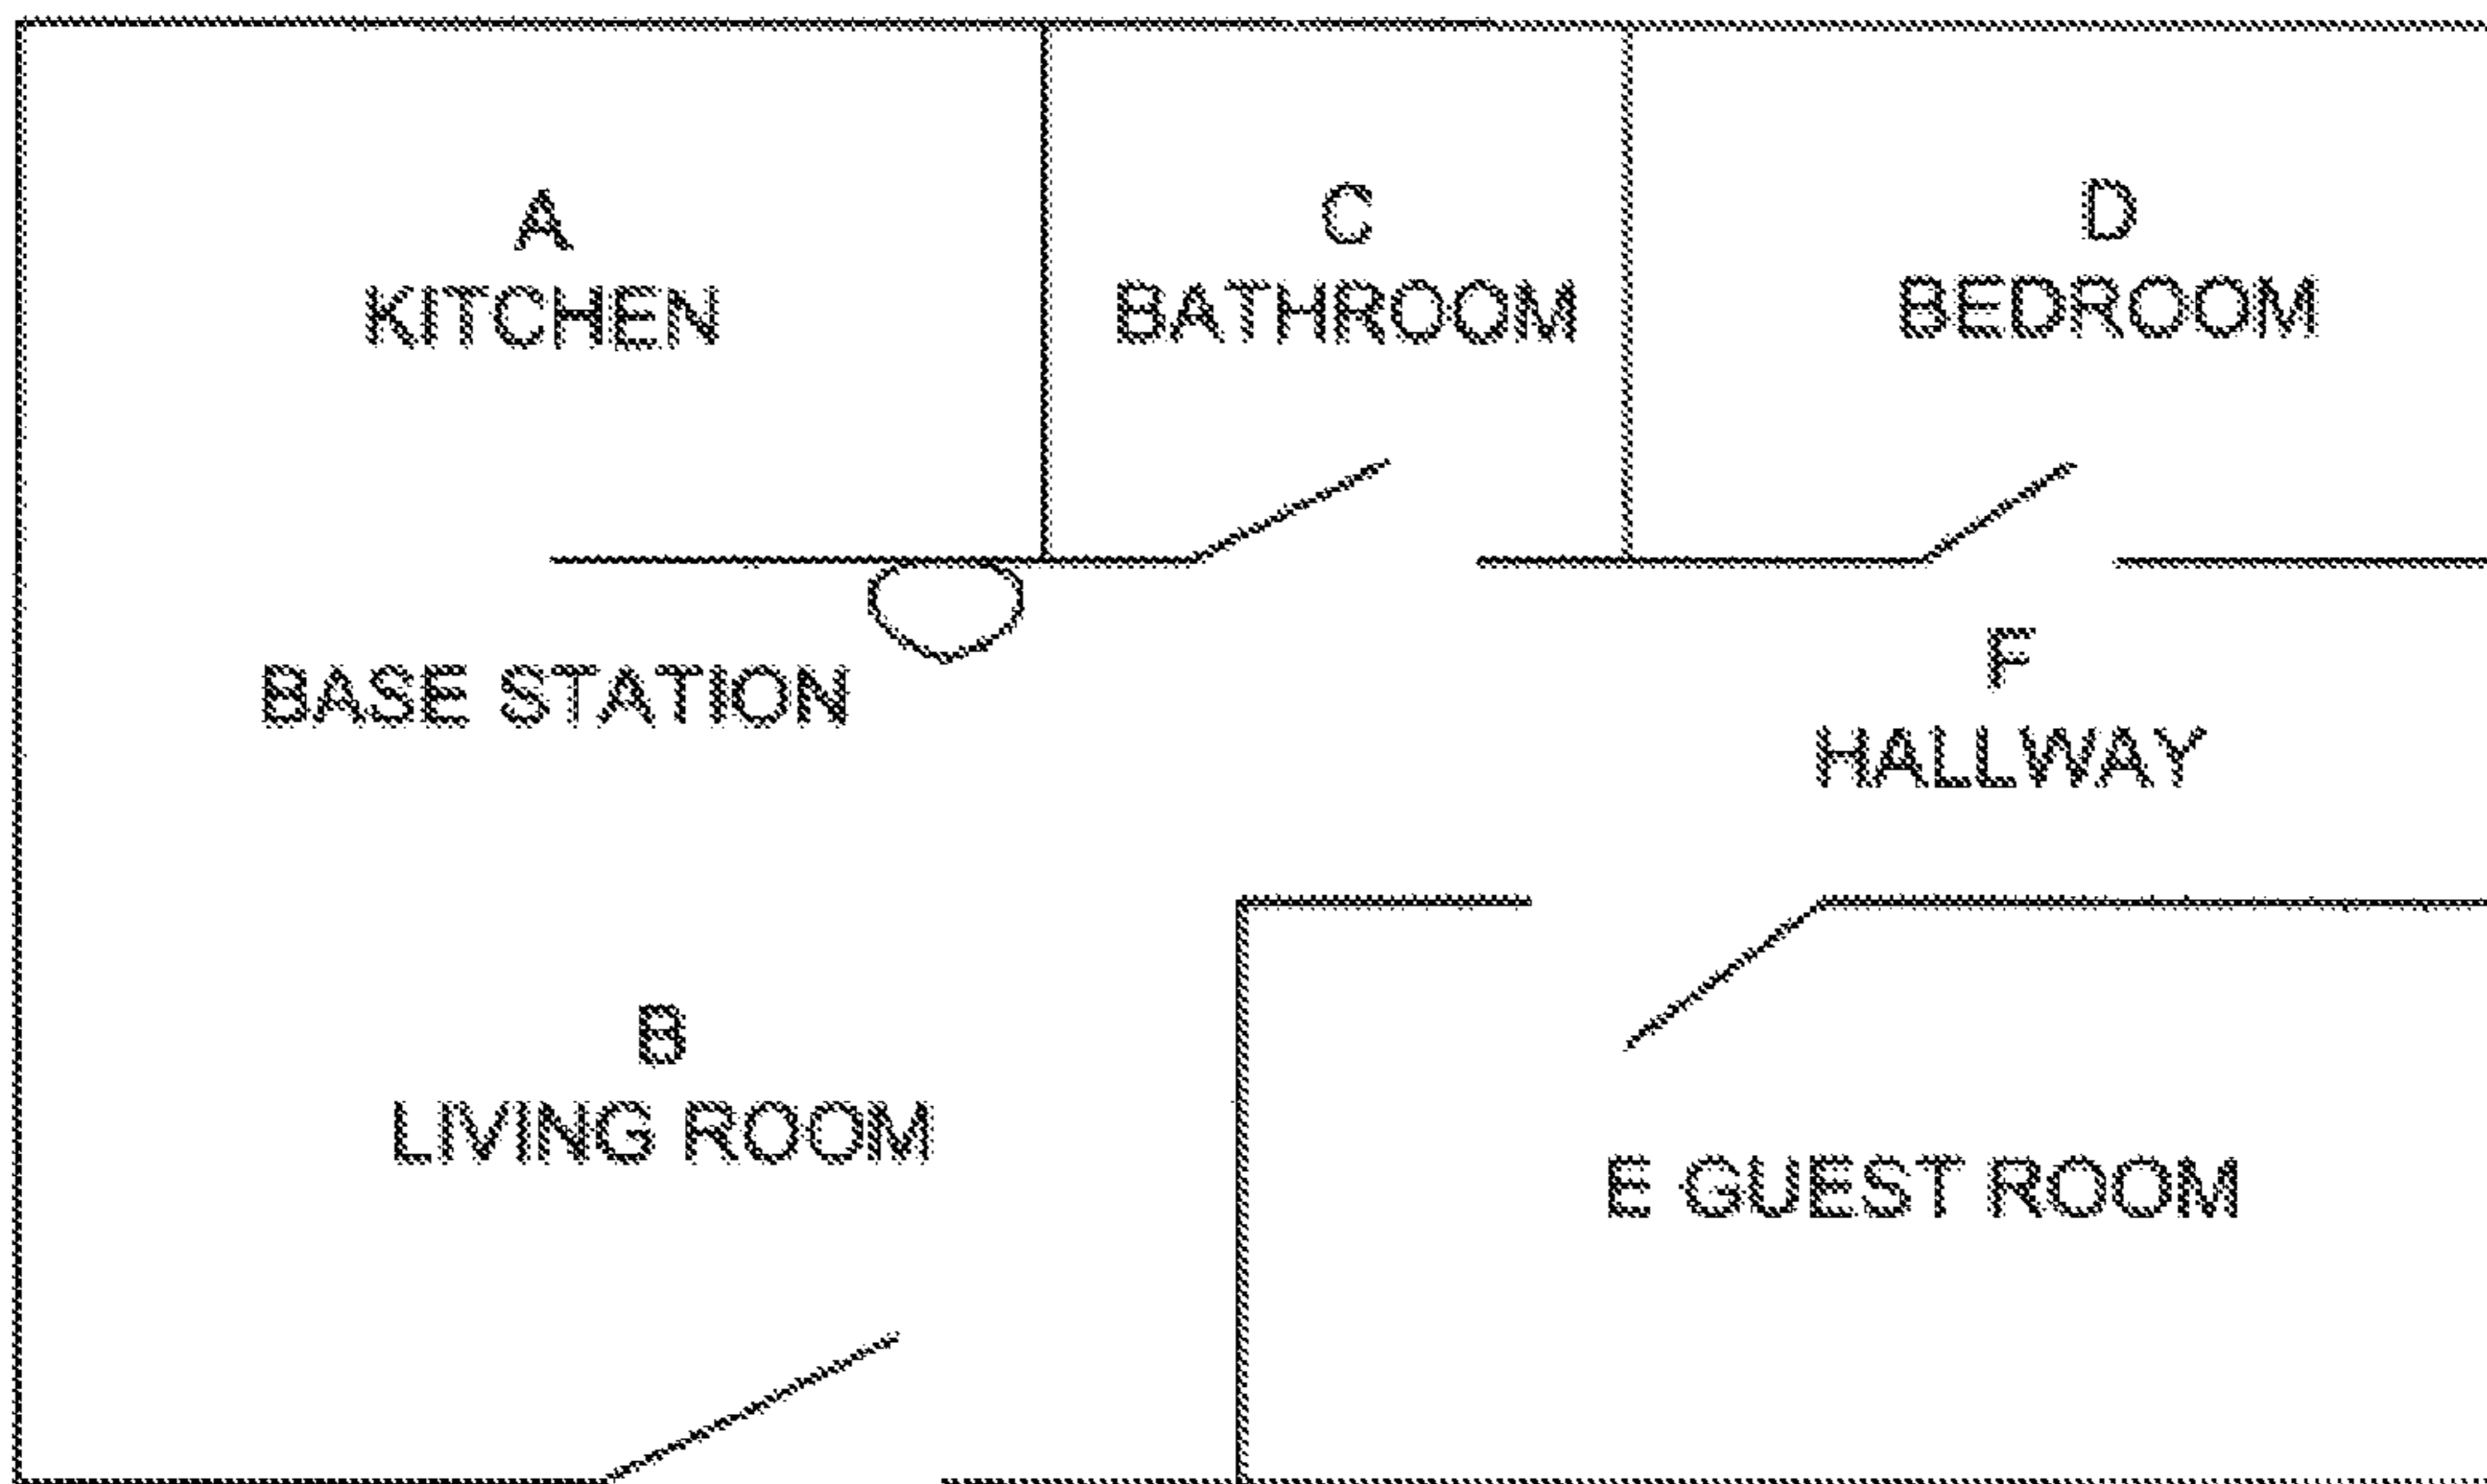 A
KITCHEN
C
BATHROOM
D
BEDROOM
BASE STATION
F
HALLWAY
B
LIVING ROOM
E GUEST ROOM